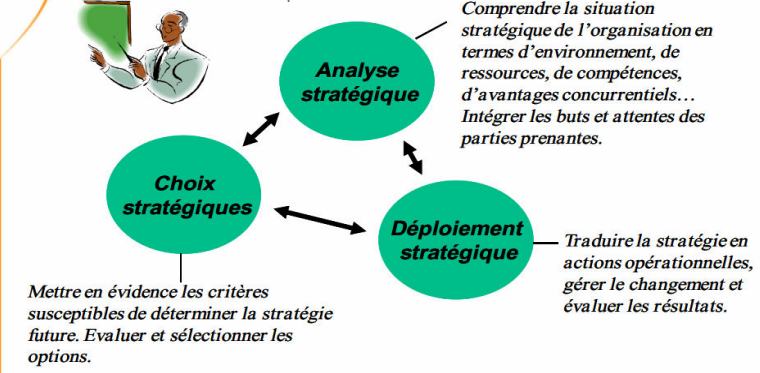 Comprendre la situation
stratégique de l'organisation en
termes d'environnement, de
ressources, de compétences,
d'avantages concurrentiels…
Intégrer les buts et attentes des
parties prenantes.
Analyse
stratégique
Choix
stratégiques
Déploiement
stratégique
Traduire la stratégie en
actions opérationnelles,
gérer le changement et
évaluer les résultats.
Mettre en évidence les critères
susceptibles de déterminer la stratégie
future. Evaluer et sélectionner les
options.